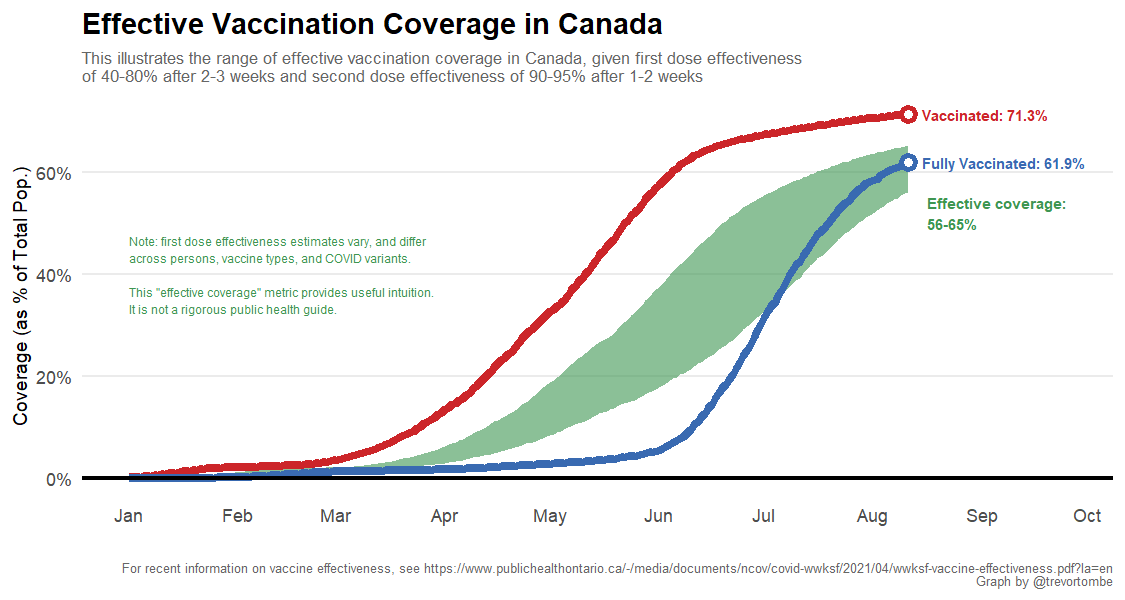 Effective Vaccination Coverage in Canada
This illustrates the range of effective vaccination coverage in Canada, given first dose effectiveness
of 40-80% after 2-3 weeks and second dose effectiveness of 90-95% after 1-2 weeks
Coverage (as % of Total Pop.)
60%
40%
20%
0%
Vaccinated: 71.3%
Fully Vaccinated: 61.9%
Effective coverage:
56-65%
Note: first dose effectiveness estimates vary, and differ
across persons, vaccine types, and COVID variants.
This "effective coverage" metric provides useful intuition.
It is not a rigorous public health guide.
Jan Feb Mar Apr May Jun Jul Aug Sep Oct
For recent information on vaccine effectiveness, see https://www.publichealthontario.ca/-/media/documents/ncov/covid-wwksf/2021/04/wwksf-vaccine-effectiveness.pdf?la=en
Graph by @trevortombe